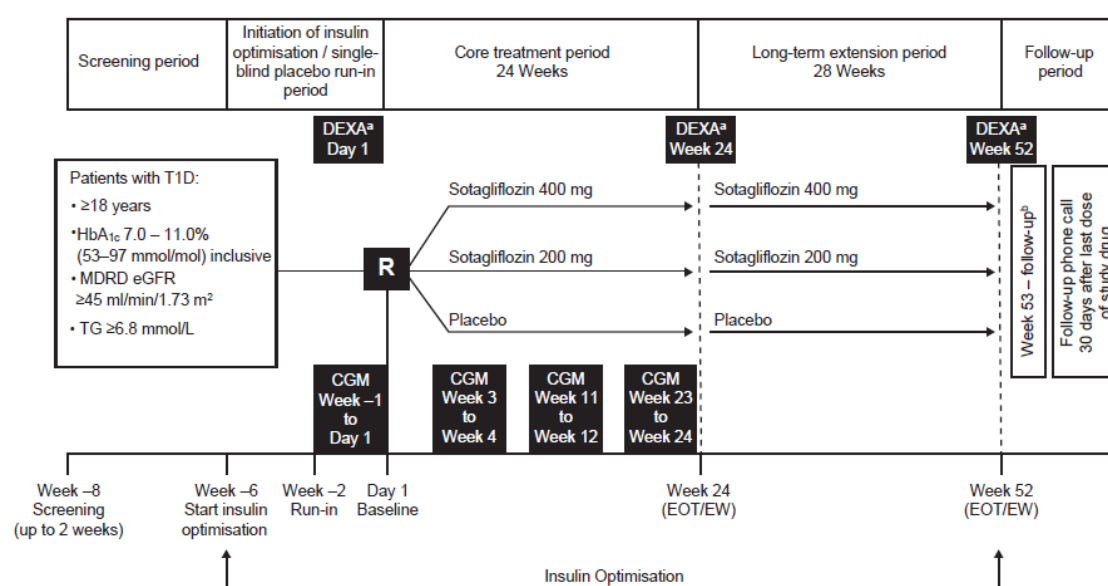 Screening period
Initiation of insulin
optimisation / single-
blind placebo run-in
period
Core treatment period
24 Weeks
Long-term extension period
28 Weeks
Follow-up
period
DEXAᵃ
Day 1
DEXAᵃ
Week 24
DEXAᵃ
Week 52
Patients with T1D:
• ≥18 years
•HbA₁c 7.0 – 11.0%
(53–97 mmol/mol) inclusive
• MDRD eGFR
≥45 ml/min/1.73 m²
• TG ≥6.8 mmol/L
R
Sotagliflozin 400 mg
Sotagliflozin 400 mg
Sotagliflozin 200 mg
Sotagliflozin 200 mg
Placebo
Placebo
Week 53 – follow-upᵇ
Follow-up phone call
30 days after last dose
of study drug
CGM
Week –1
to
Day 1
CGM
Week 3
to
Week 4
CGM
Week 11
to
Week 12
CGM
Week 23
to
Week 24
Week –8
Screening
(up to 2 weeks)
Week –6
Start insulin
optimisation
Week –2
Run-in
Day 1
Baseline
Week 24
(EOT/EW)
Week 52
(EOT/EW)
Insulin Optimisation